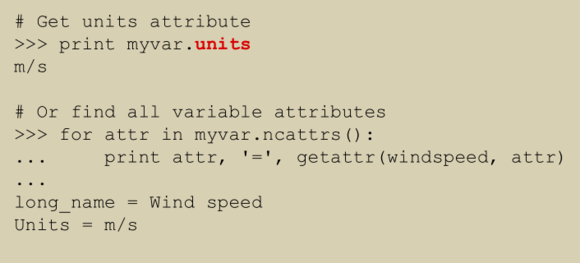 # Get units attribute
>>> print myvar.units
m/s
# Or find all variable attributes
>>> for attr in myvar.ncattrs():
...     print attr, '=', getattr(windspeed, attr)
...
long_name = Wind speed
Units = m/s